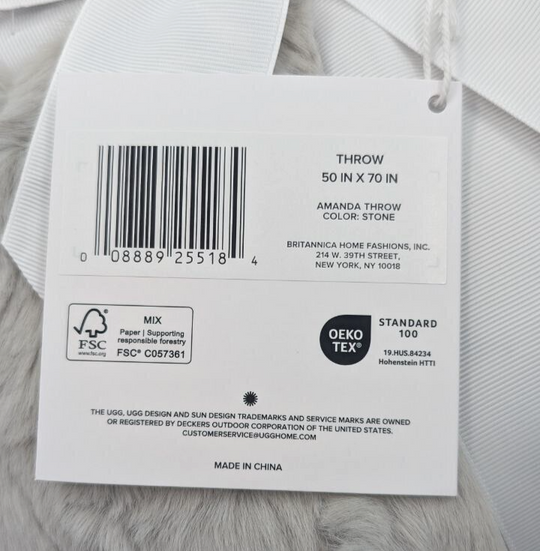 THROW
50 IN X 70 IN
AMANDA THROW
COLOR: STONE
BRITANNICA HOME FASHIONS, INC.
214 W. 39TH STREET,
NEW YORK, NY 10018
0 08889 25518 4
FSC
www.fsc.org
MIX
Paper | Supporting
responsible forestry
FSC® C057361
OEKO
TEX®
STANDARD
100
19.HUS.84234
Hohenstein HTTI
THE UGG, UGG DESIGN AND SUN DESIGN TRADEMARKS AND SERVICE MARKS ARE OWNED
OR REGISTERED BY DECKERS OUTDOOR CORPORATION OF THE UNITED STATES.
CUSTOMERSERVICE@UGGHOME.COM
MADE IN CHINA